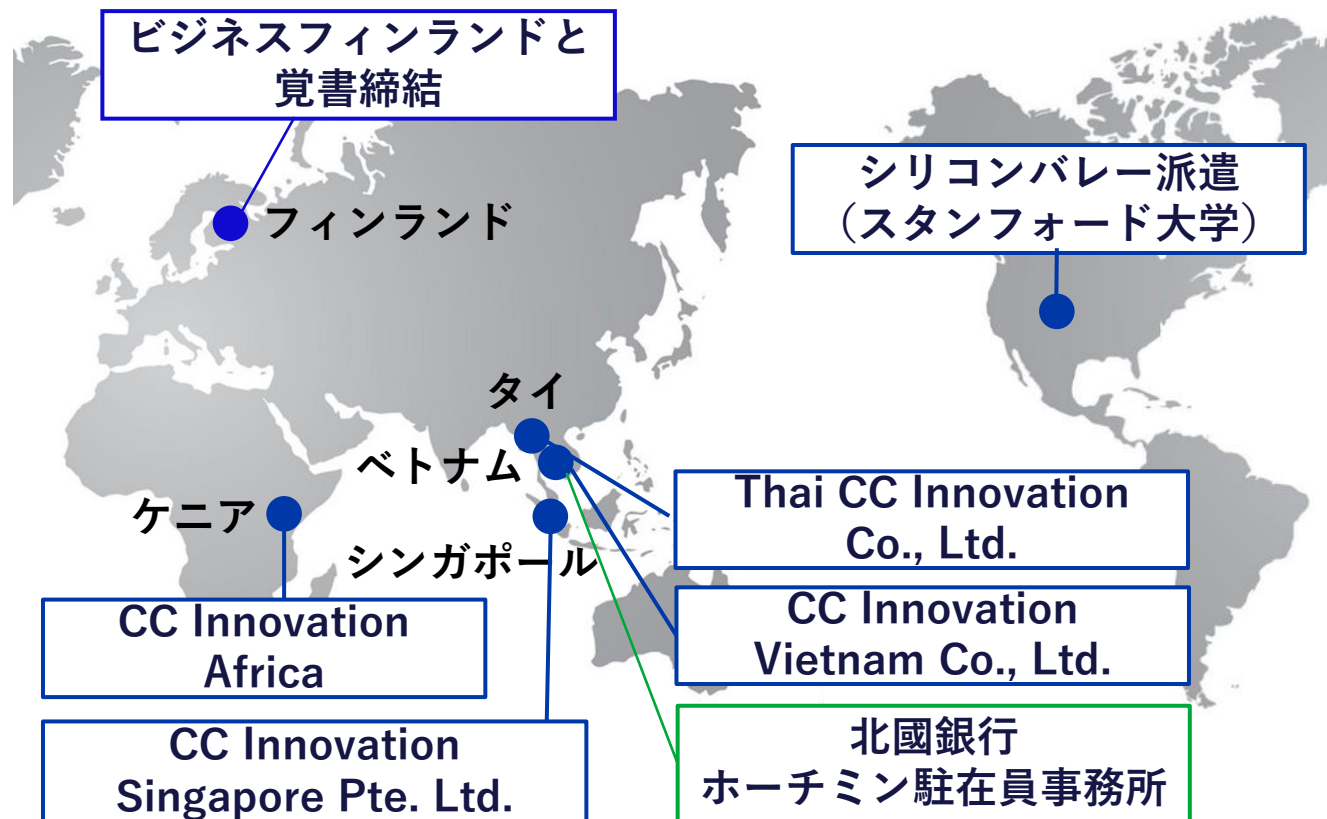 ビジネスフィンランドと
覚書締結
シリコンバレー派遣
（スタンフォード大学）
フィンランド
タイ
ベトナム
ケニア
シンガポール
Thai CC Innovation
Co., Ltd.
CC Innovation
Africa
CC Innovation
Vietnam Co., Ltd.
CC Innovation
Singapore Pte. Ltd.
北國銀行
ホーチミン駐在員事務所